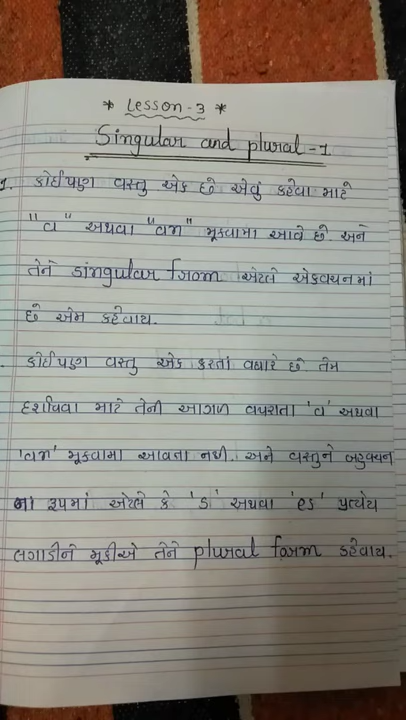 * Lesson-3 *
Singular and plural-1
1. કોઈપણ વસ્તુ એક છે એવું કહેવા માટે
"a" અથવા "an" મૂકવામા આવે છે અને
તેને singular form એટલે એકવચન માં
છે એમ કહેવાય.
કોઈપણ વસ્તુ એક કરતાં વધારે છે તેમ
દર્શાવવા માટે તેની આગળ વપરાતા 'a' અથવા
'an' મૂકવામા આવતા નથી. અને વસ્તુને બહુવચન
નાં રૂપમાં એટલે કે 's' અથવા 'es' પ્રત્યેય
લગાડીને મૂકીએ તેને plural form કહેવાય.